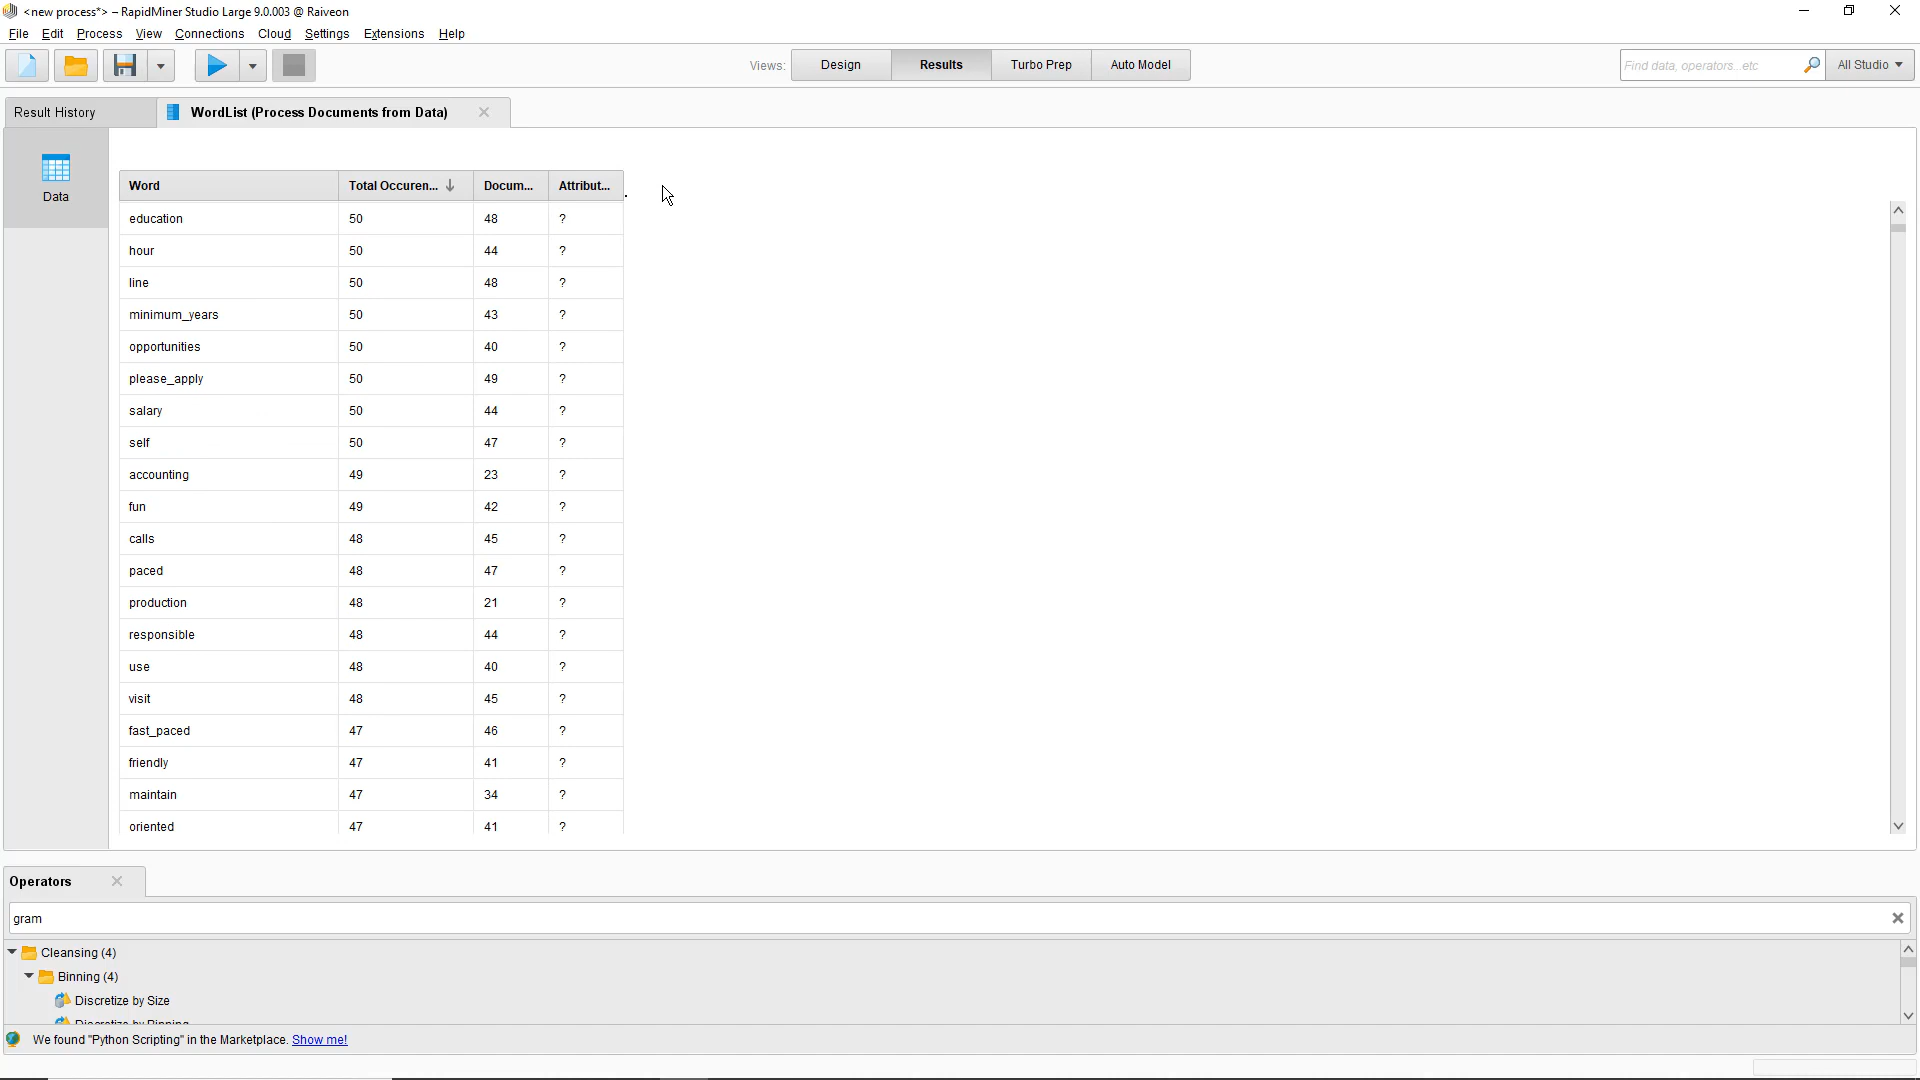 <new process*> – RapidMiner Studio Large 9.0.003 @ Raiveon
File Edit Process View Connections Cloud Settings Extensions Help
Views: Design Results Turbo Prep Auto Model
Find data, operators...etc All Studio
Result History WordList (Process Documents from Data)
Data
Word Total Occuren... Docum... Attribut...
education 50 48 ?
hour 50 44 ?
line 50 48 ?
minimum_years 50 43 ?
opportunities 50 40 ?
please_apply 50 49 ?
salary 50 44 ?
self 50 47 ?
accounting 49 23 ?
fun 49 42 ?
calls 48 45 ?
paced 48 47 ?
production 48 21 ?
responsible 48 44 ?
use 48 40 ?
visit 48 45 ?
fast_paced 47 46 ?
friendly 47 41 ?
maintain 47 34 ?
oriented 47 41 ?
Operators
gram
Cleansing (4)
Binning (4)
Discretize by Size
Discretize by Binning
We found "Python Scripting" in the Marketplace. Show me!